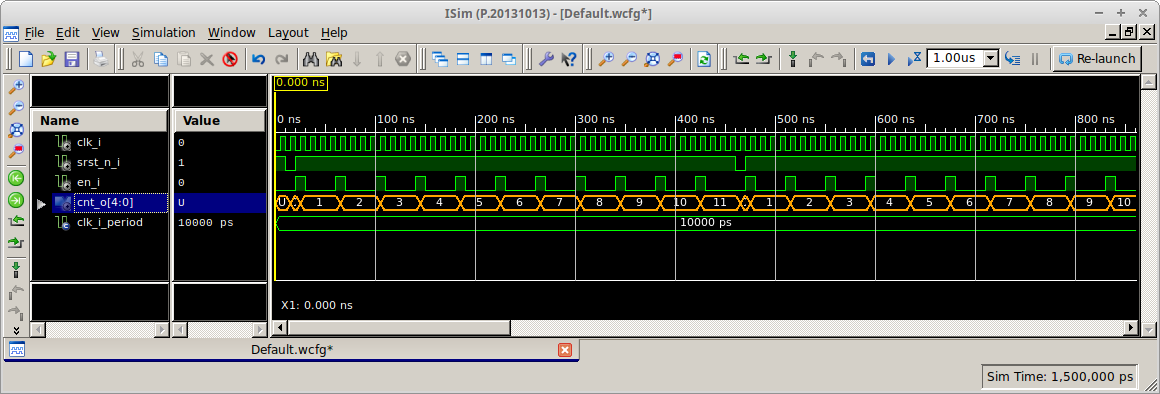 ISim (P.20131013) - [Default.wcfg*]
File Edit View Simulation Window Layout Help
1.00us Re-launch
0.000 ns
Name Value
0 ns 100 ns 200 ns 300 ns 400 ns 500 ns 600 ns 700 ns 800 ns
clk_i 0
srst_n_i 1
en_i 0
cnt_o[4:0] U U 1 2 3 4 5 6 7 8 9 10 11 1 2 3 4 5 6 7 8 9 10
clk_i_period 10000 ps 10000 ps
X1: 0.000 ns
Default.wcfg*
Sim Time: 1,500,000 ps